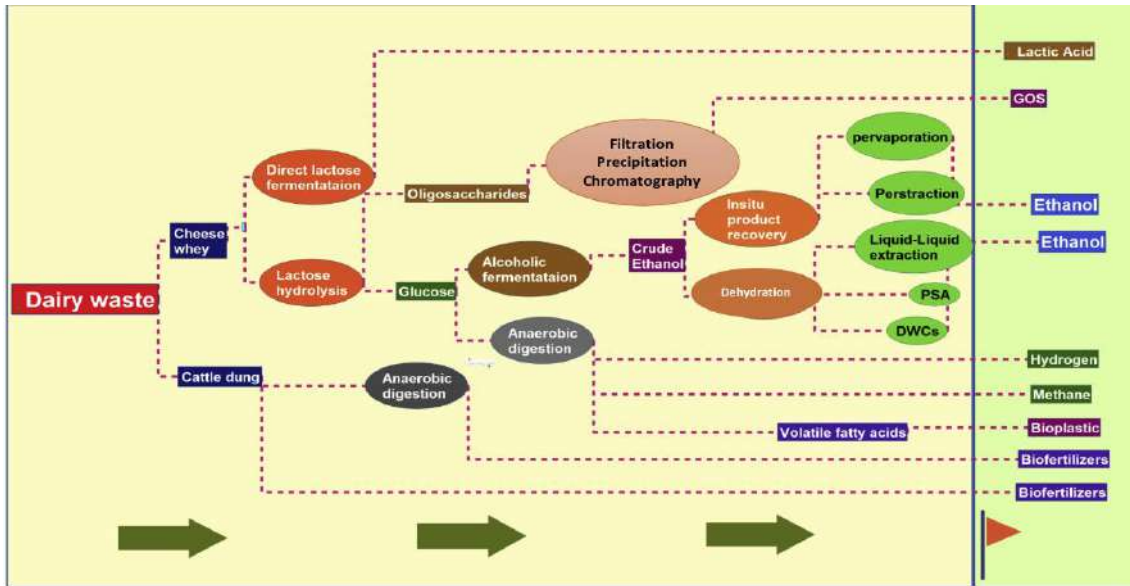 Lactic Acid
GOS
Filtration
Precipitation
Chromatography
pervaporation
Direct lactose
fermentataion
Oligosaccharides
Perstraction
Insitu
product
recovery
Ethanol
Cheese
whey
Liquid-Liquid
extraction
Ethanol
Crude
Ethanol
Alcoholic
fermentataion
Lactose
hydrolysis
Glucose
Dehydration
PSA
Dairy waste
DWCs
Anaerobic
digestion
Hydrogen
Cattle dung
Anaerobic
digestion
Methane
Volatile fatty acids
Bioplastic
Biofertilizers
Biofertilizers